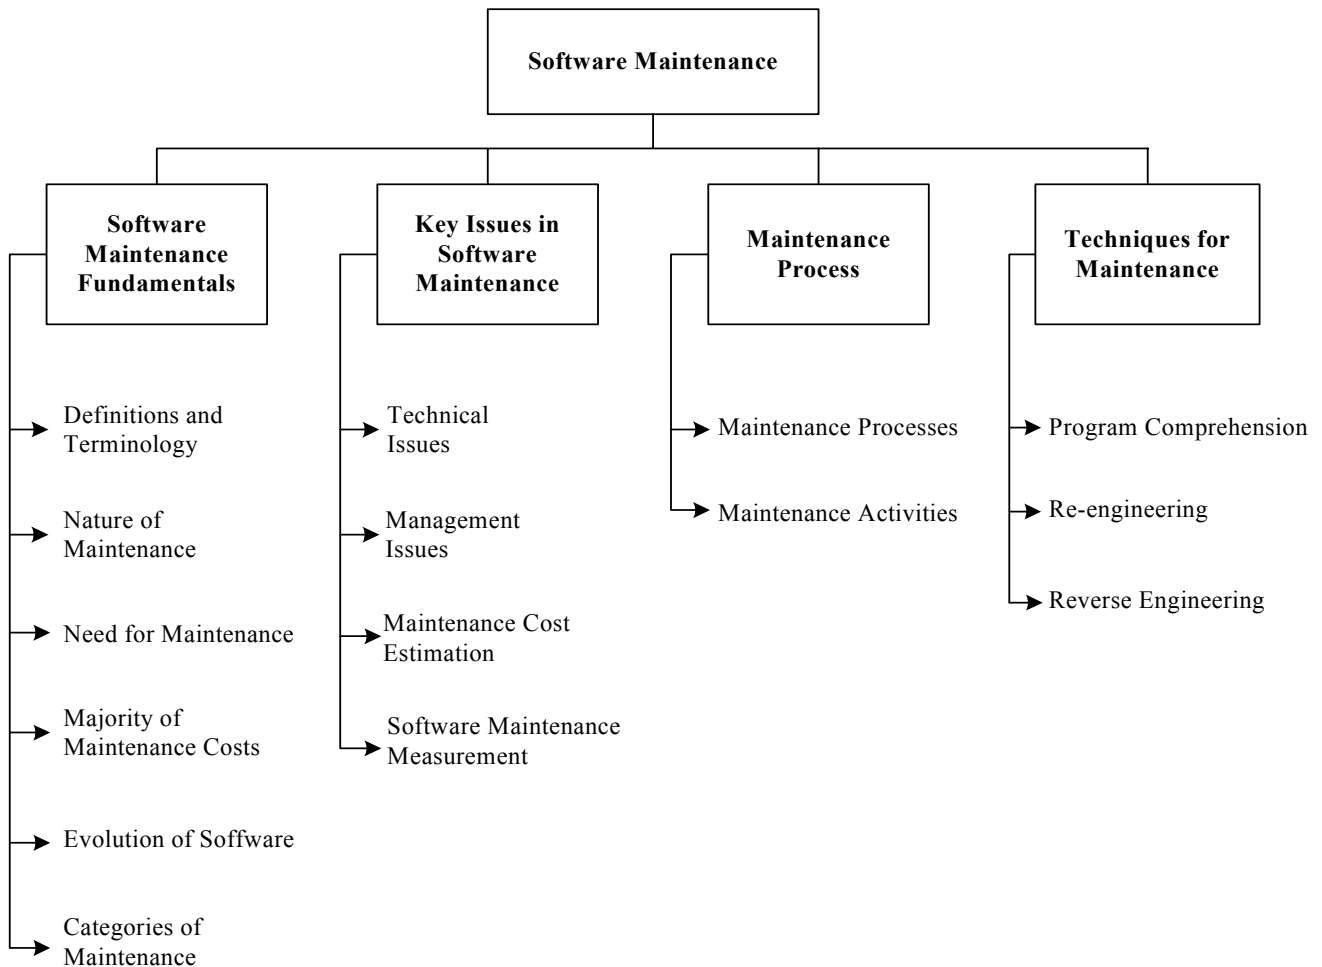 Software Maintenance
Software
Maintenance
Fundamentals
Key Issues in
Software
Maintenance
Maintenance
Process
Techniques for
Maintenance
Definitions and
Terminology
Nature of
Maintenance
Need for Maintenance
Majority of
Maintenance Costs
Evolution of Soffware
Categories of
Maintenance
Technical
Issues
Management
Issues
Maintenance Cost
Estimation
Software Maintenance
Measurement
Maintenance Processes
Maintenance Activities
Program Comprehension
Re-engineering
Reverse Engineering